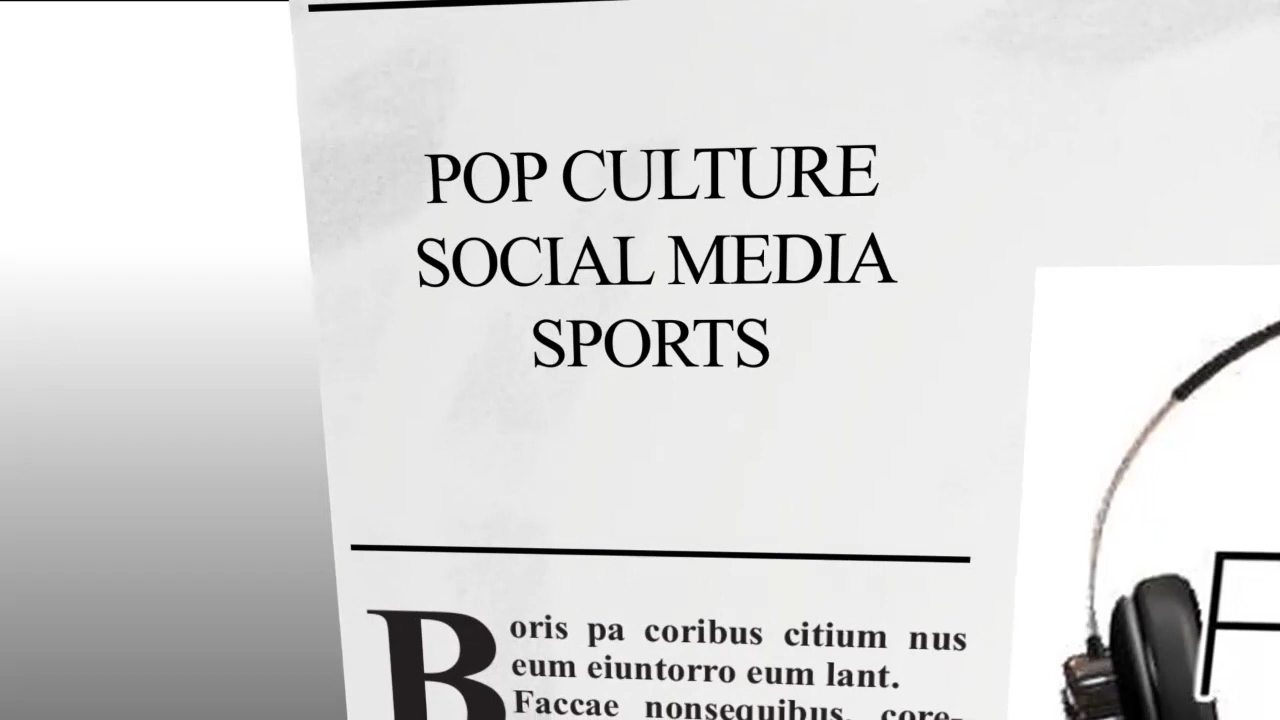 POP CULTURE
SOCIAL MEDIA
SPORTS
Boris pa coribus citium nus
eum eiuntorro eum lant.
Faccae nonsequibus, core-